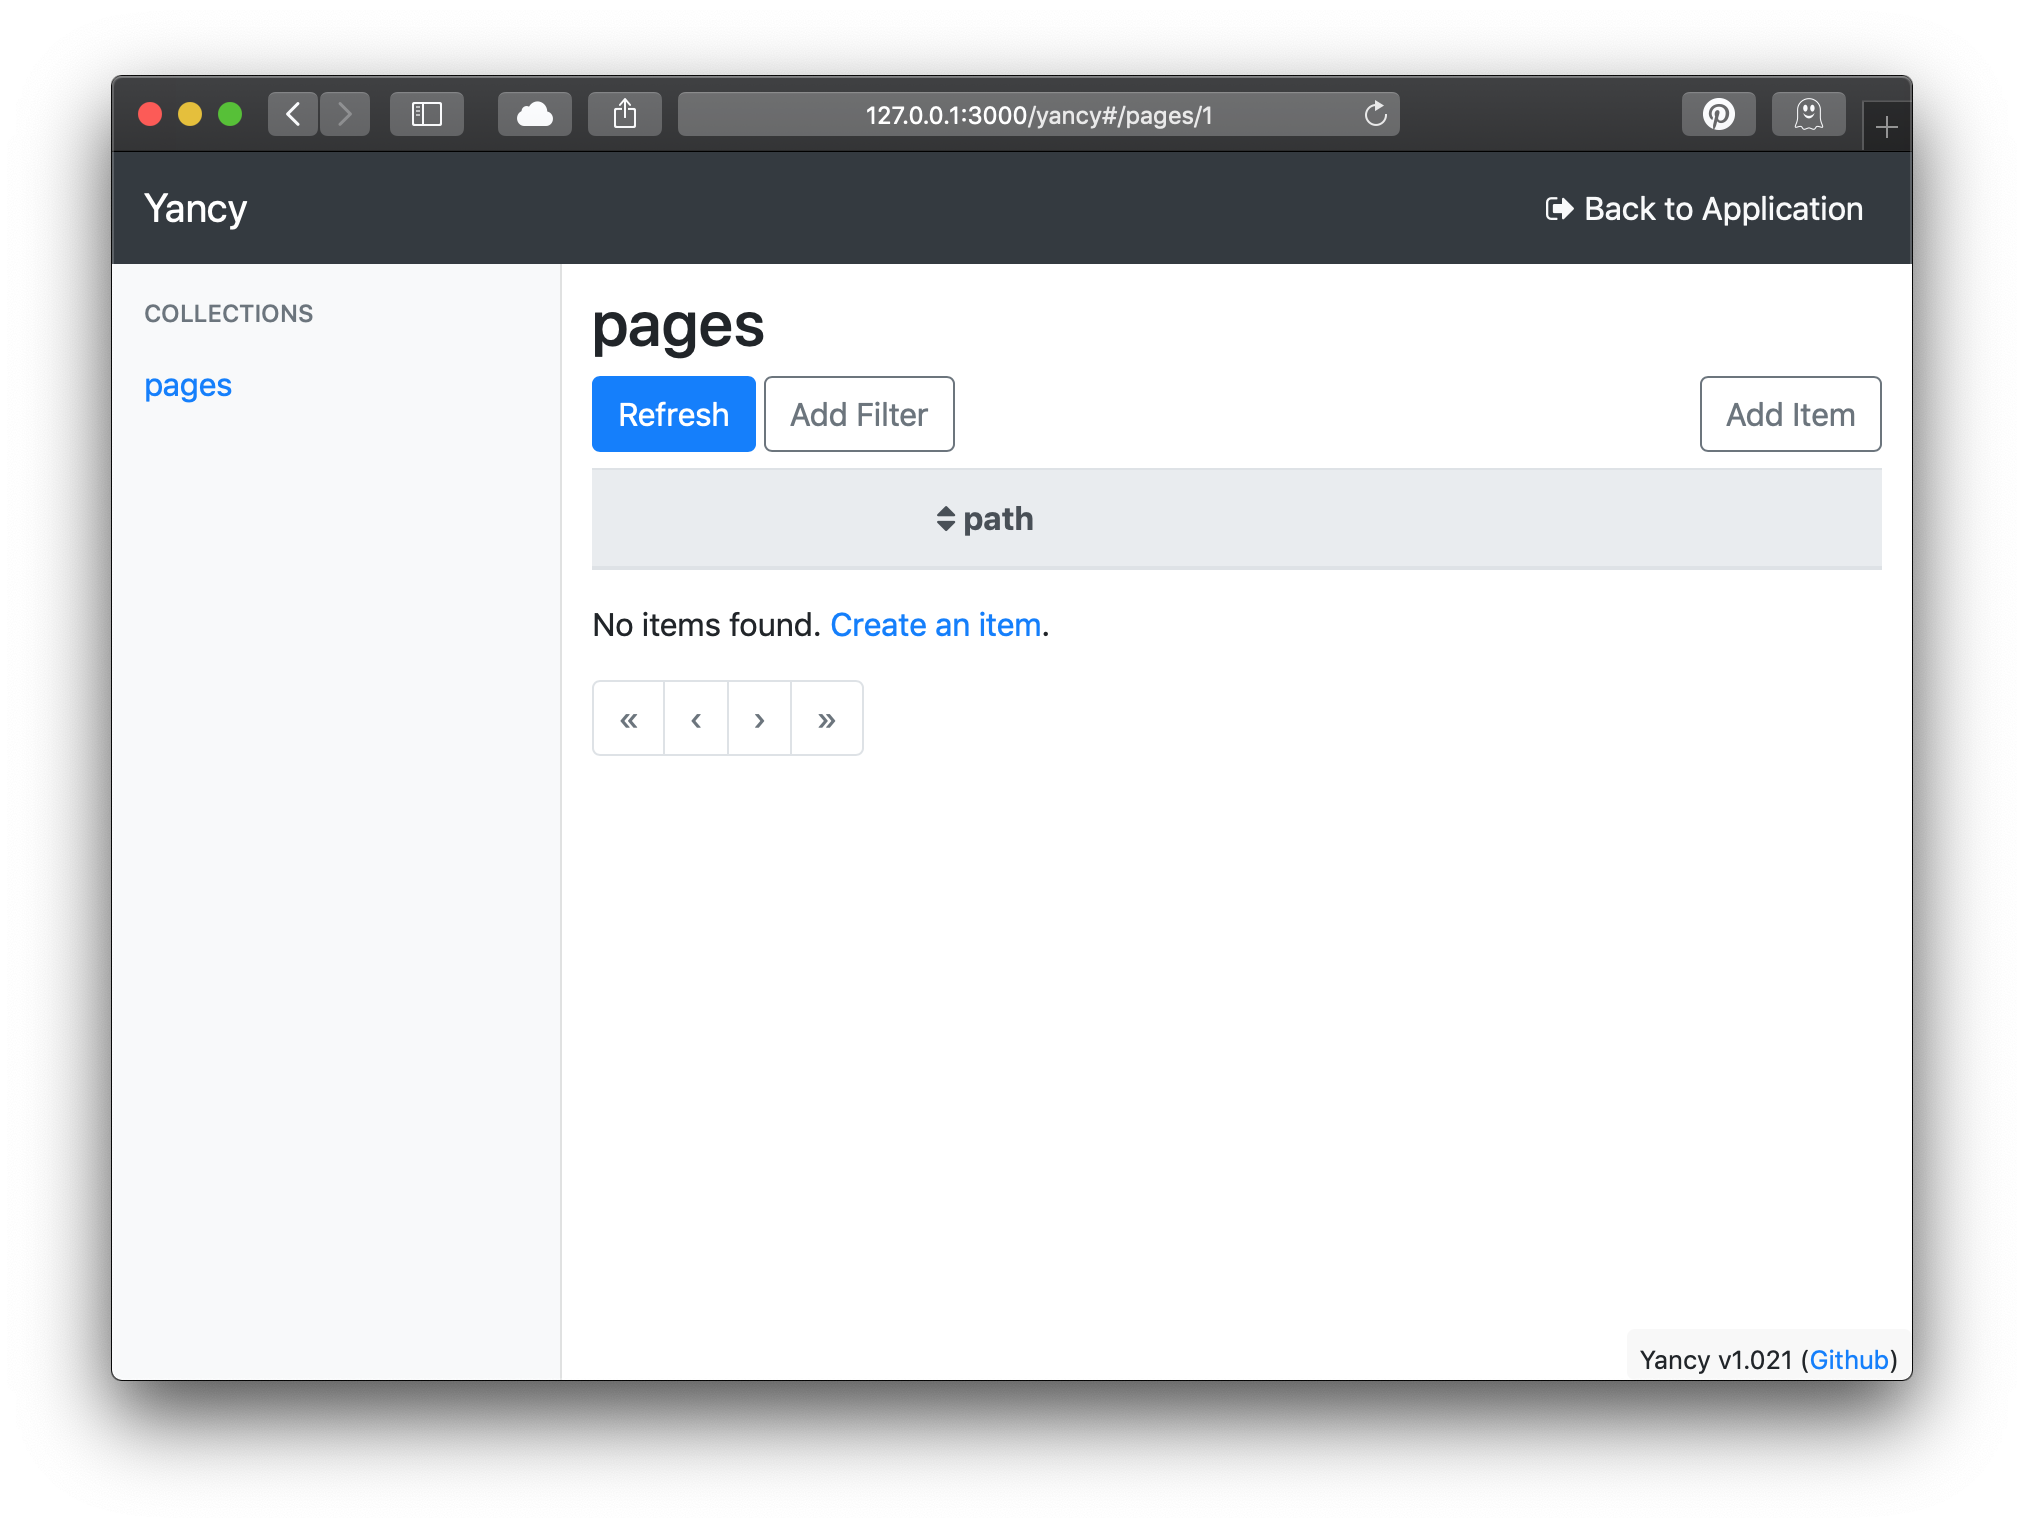 127.0.0.1:3000/yancy#/pages/1
Yancy
Back to Application
COLLECTIONS
pages
pages
Refresh
Add Filter
Add Item
path
No items found. Create an item.
« ‹ › »
Yancy v1.021 (Github)